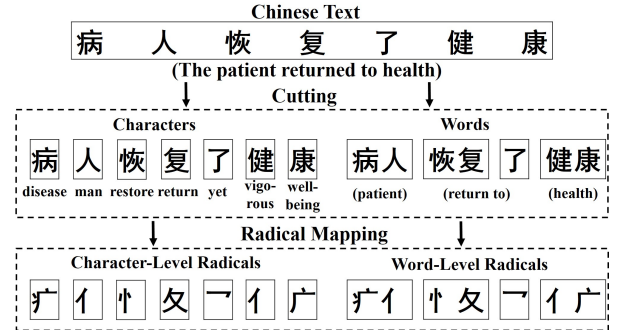 Chinese Text
病 人 恢 复 了 健 康
(The patient returned to health)
Cutting
Characters
病 人 恢 复 了 健 康
disease man restore return yet vigo-rous well-being
Words
病人 恢复 了 健康
(patient) (return to) (health)
Radical Mapping
Character-Level Radicals
疒 亻 忄 夂 乛 亻 广
Word-Level Radicals
疒亻 忄夂 乛 亻广